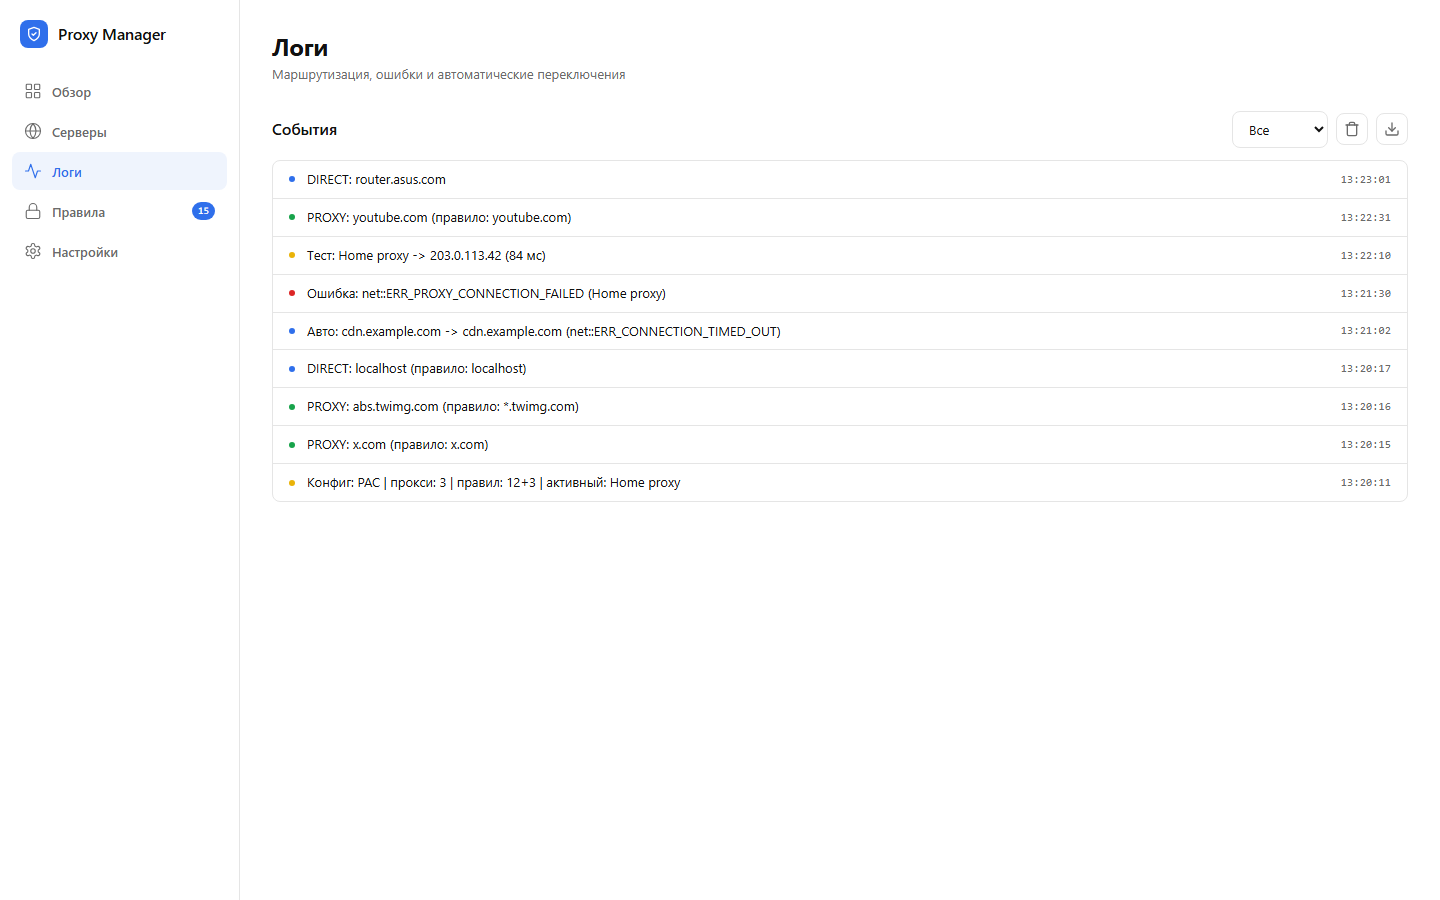 Proxy Manager
Обзор
Серверы
Логи
Правила 15
Настройки
Логи
Маршрутизация, ошибки и автоматические переключения
События
Все
DIRECT: router.asus.com 13:23:01
PROXY: youtube.com (правило: youtube.com) 13:22:31
Тест: Home proxy -> 203.0.113.42 (84 мс) 13:22:10
Ошибка: net::ERR_PROXY_CONNECTION_FAILED (Home proxy) 13:21:30
Авто: cdn.example.com -> cdn.example.com (net::ERR_CONNECTION_TIMED_OUT) 13:21:02
DIRECT: localhost (правило: localhost) 13:20:17
PROXY: abs.twimg.com (правило: *.twimg.com) 13:20:16
PROXY: x.com (правило: x.com) 13:20:15
Конфиг: PAC | прокси: 3 | правил: 12+3 | активный: Home proxy 13:20:11